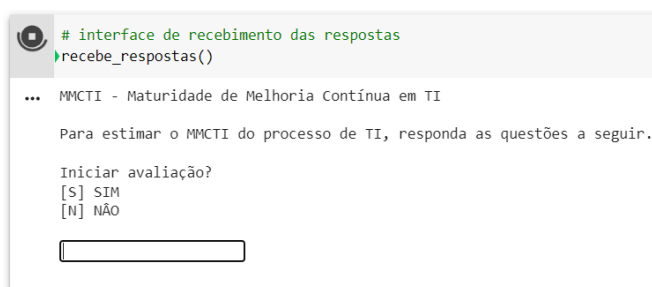 # interface de recebimento das respostas
recebe_respostas()
... MMCTI - Maturidade de Melhoria Contínua em TI
Para estimar o MMCTI do processo de TI, responda as questões a seguir.
Iniciar avaliação?
[S] SIM
[N] NÂO